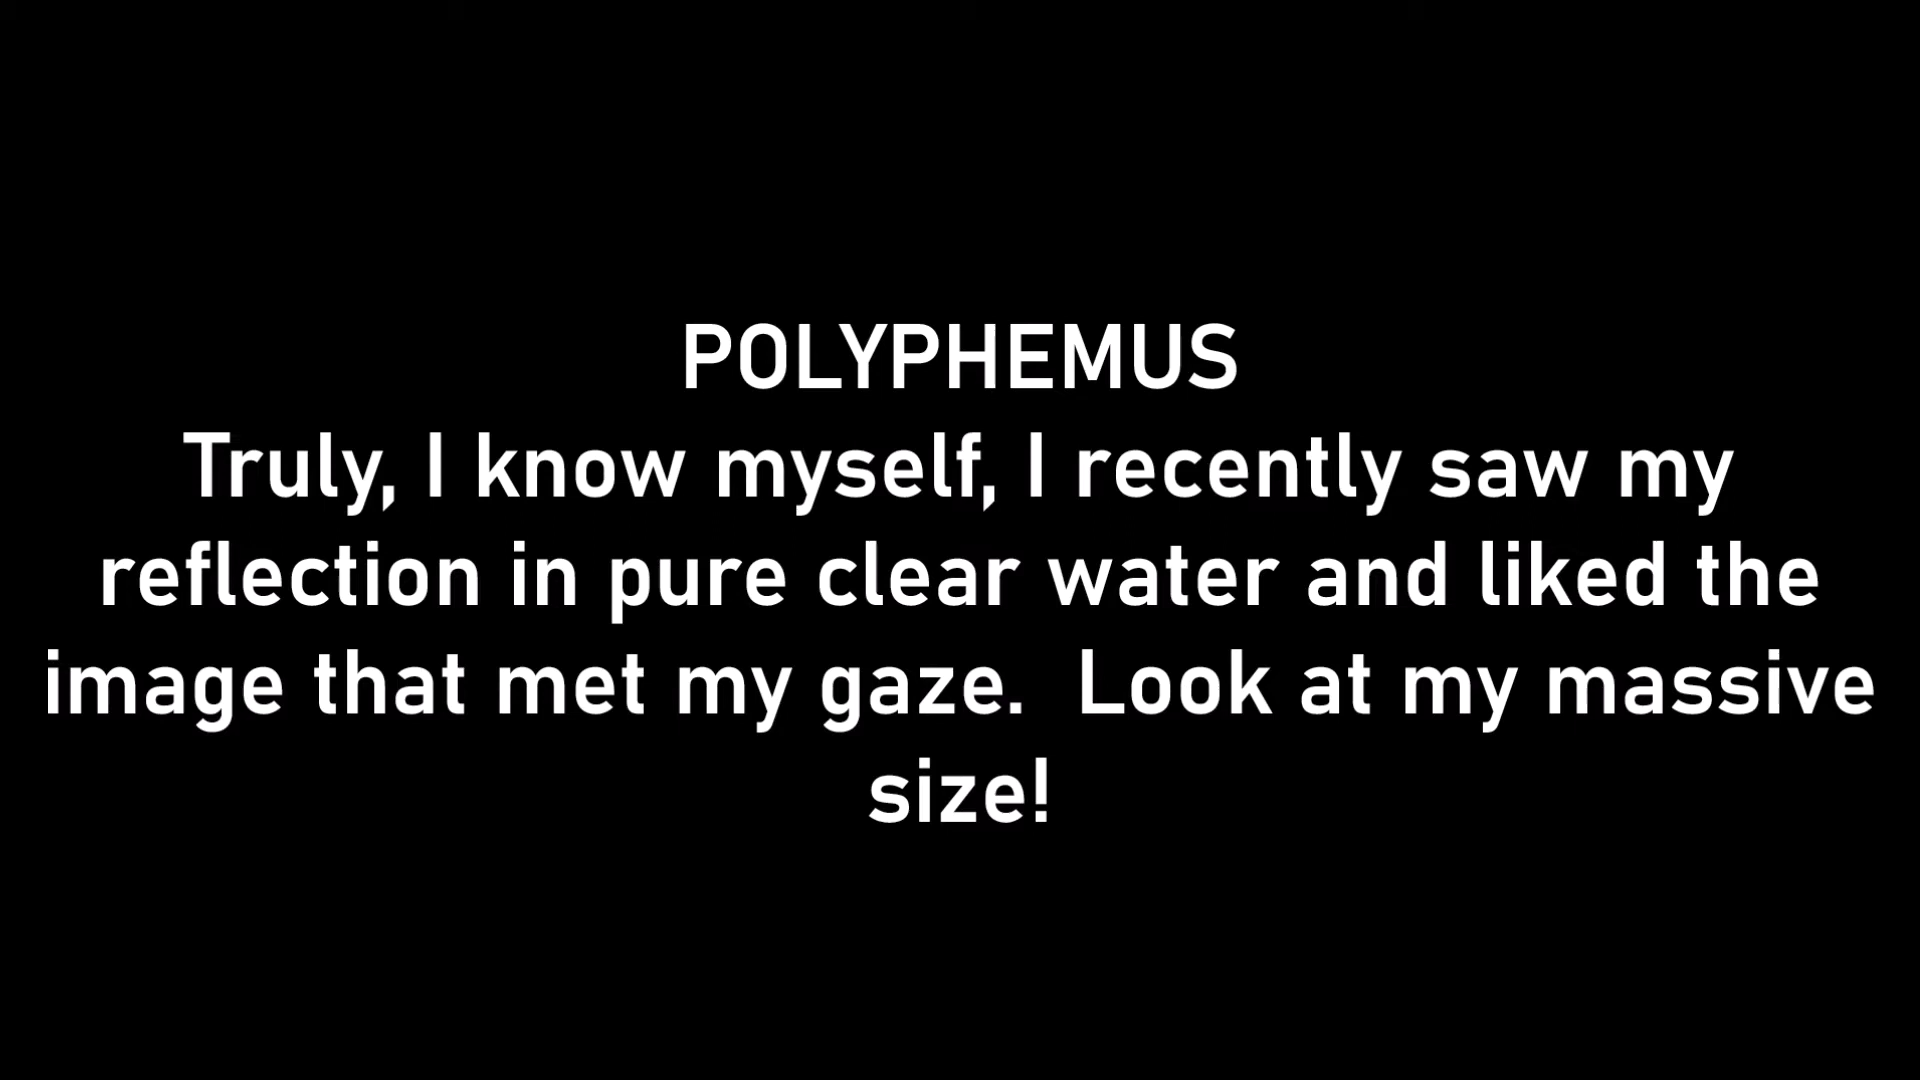 POLYPHEMUS
Truly, I know myself, I recently saw my
reflection in pure clear water and liked the
image that met my gaze.  Look at my massive
size!